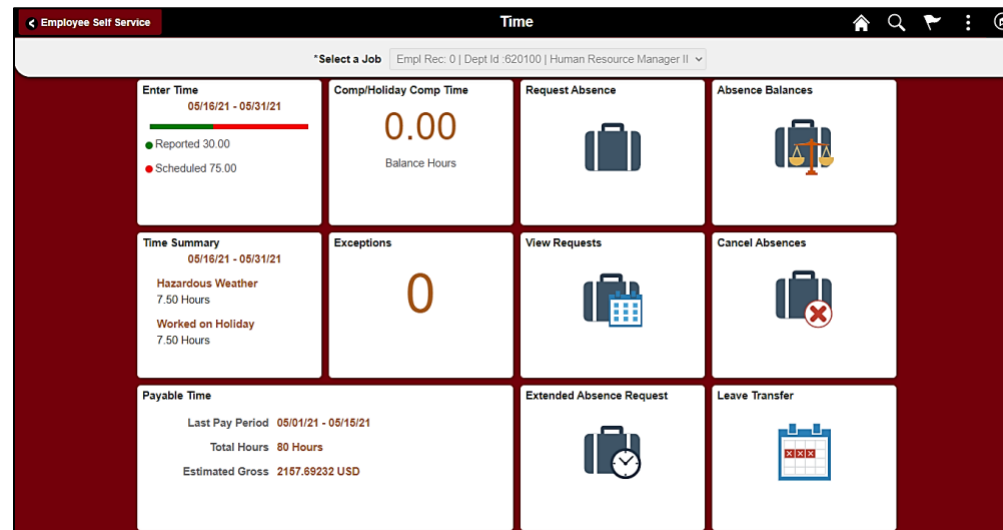 Employee Self Service
Time
*Select a Job Empl Rec: 0 | Dept Id :620100 | Human Resource Manager II
Enter Time
05/16/21 - 05/31/21
Reported 30.00
Scheduled 75.00
Comp/Holiday Comp Time
0.00
Balance Hours
Request Absence
Absence Balances
Time Summary
05/16/21 - 05/31/21
Hazardous Weather
7.50 Hours
Worked on Holiday
7.50 Hours
Exceptions
0
View Requests
Cancel Absences
Payable Time
Last Pay Period 05/01/21 - 05/15/21
Total Hours 80 Hours
Estimated Gross 2157.69232 USD
Extended Absence Request
Leave Transfer